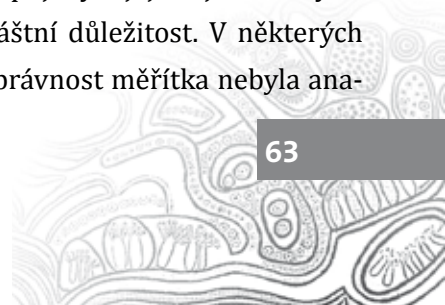 áštní důležitost. V některých
právnost měřítka nebyla ana-
63